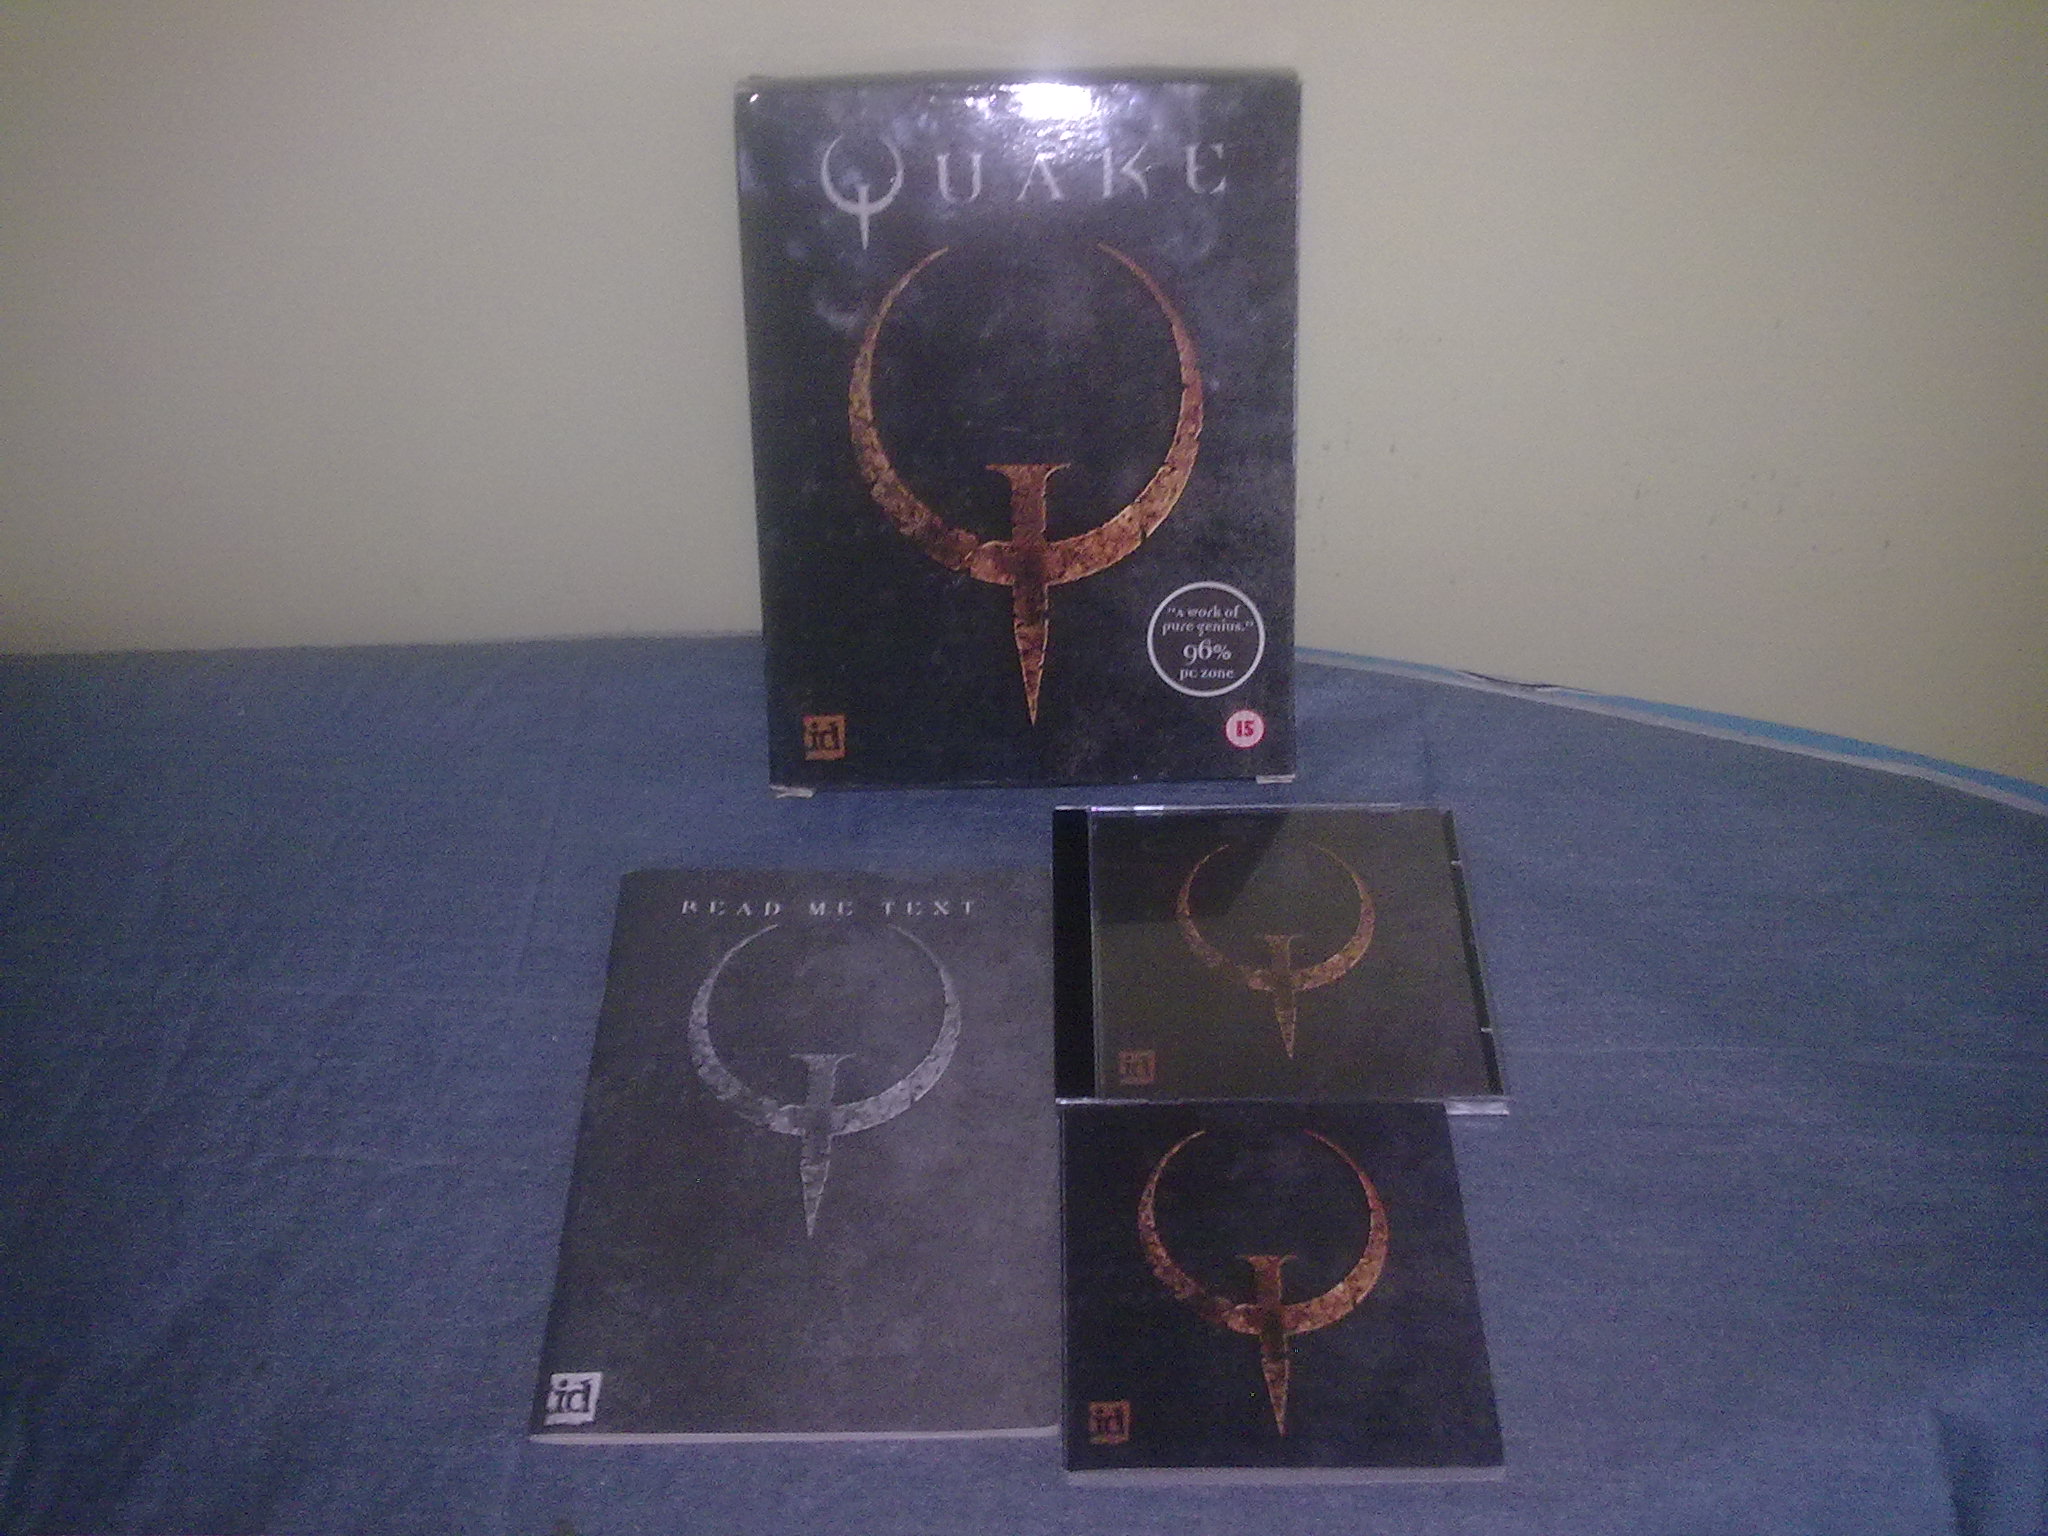 QUAKE
"a work of
pure genius."
96%
pc zone
id
15
READ ME TEXT
id
id
id